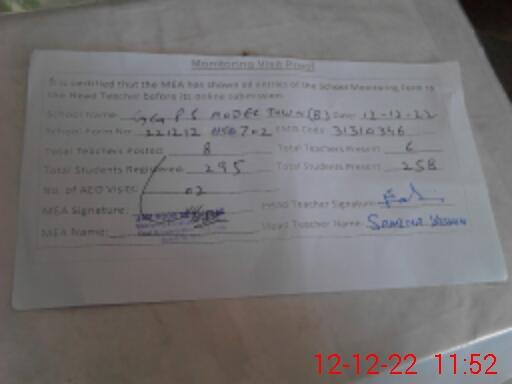 Monitoring Visit Proof
It is certified that the MEA has shown all entries of the School Monitoring Form to
the Head Teacher before its online submission.
School Name: GGPS MODEL TOWN (B) Date: 12-12-22
School Form No: 221212 EMIS Code: 31310346
Total Teachers Posted: 8 Total Teachers Present: 6
Total Students Registered: 295 Total Students Present: 258
No. of AEO Visits: 02
MEA Signature: Head Teacher Signature:
MEA Name: Head Teacher Name:
12-12-22 11:52